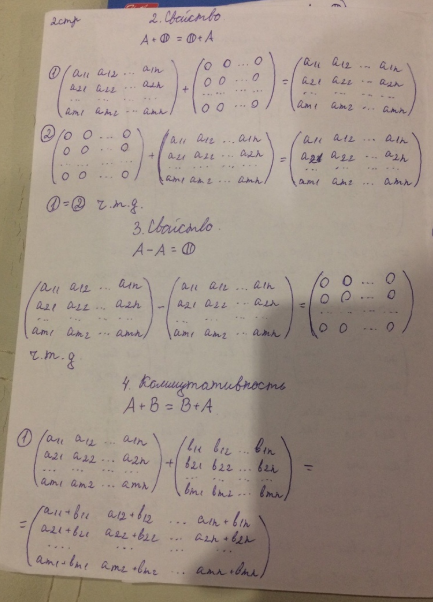 2стр 2. Свойство
A + 𝟘 = 𝟘 + A
① (a11 a12 ... a1n) + (0 0 ... 0) = (a11 a12 ... a1n)
(a21 a22 ... a2n) (0 0 ... 0) (a21 a22 ... a2n)
... ... ...
(am1 am2 ... amn) (0 0 ... 0) (am1 am2 ... amn)
② (0 0 ... 0) + (a11 a12 ... a1n) = (a11 a12 ... a1n)
(0 0 ... 0) (a21 a22 ... a2n) (a21 a22 ... a2n)
... ... ...
(0 0 ... 0) (am1 am2 ... amn) (am1 am2 ... amn)
① = ② ч.т.д.
3. Свойство
A - A = 𝟘
(a11 a12 ... a1n) - (a11 a12 ... a1n) = (0 0 ... 0)
(a21 a22 ... a2n) (a21 a22 ... a2n) (0 0 ... 0)
... ... ...
(am1 am2 ... amn) (am1 am2 ... amn) (0 0 ... 0)
ч.т.д.
4. Коммутативность
A + B = B + A
① (a11 a12 ... a1n) + (b11 b12 ... b1n) =
(a21 a22 ... a2n) (b21 b22 ... b2n)
... ...
(am1 am2 ... amn) (bm1 bm2 ... bmn)
= (a11+b11 a12+b12 ... a1n+b1n)
(a21+b21 a22+b22 ... a2n+b2n)
... ... ... ...
(am1+bm1 am2+bm2 ... amn+bmn)